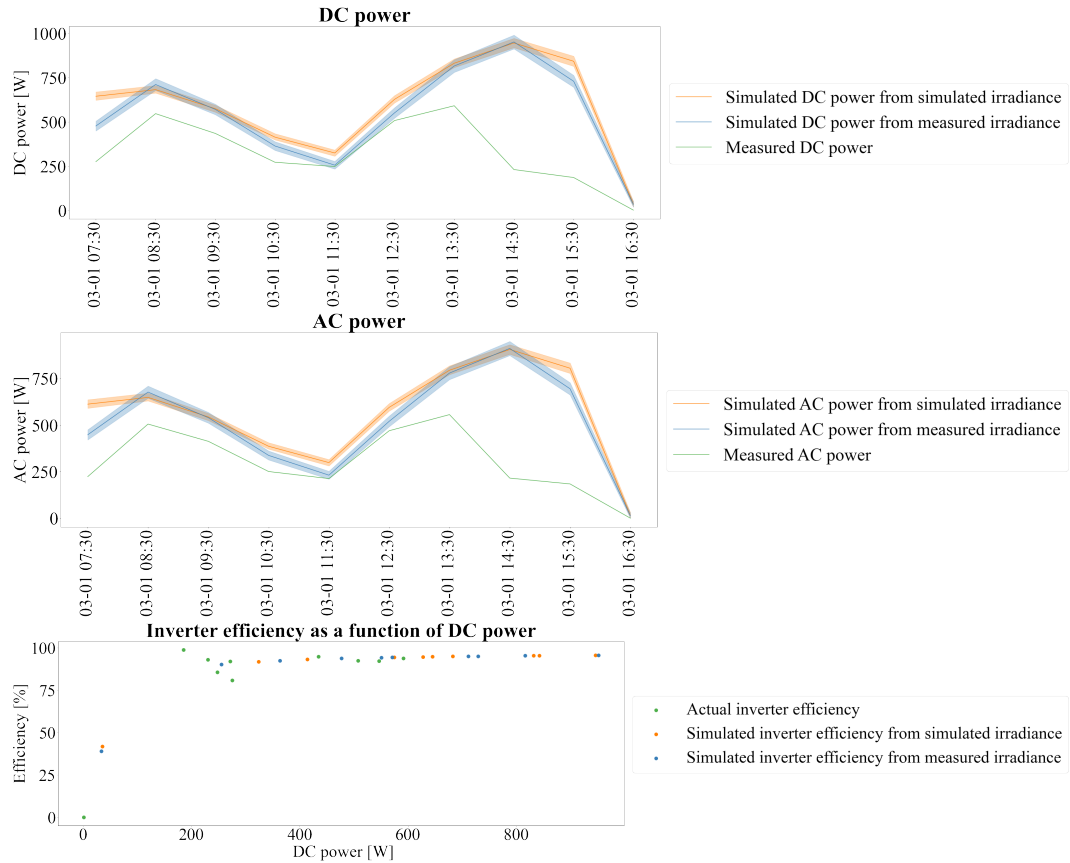 DC power
1000
750
500
250
0
DC power [W]
03-01 07:30
03-01 08:30
03-01 09:30
03-01 10:30
03-01 11:30
03-01 12:30
03-01 13:30
03-01 14:30
03-01 15:30
03-01 16:30
Simulated DC power from simulated irradiance
Simulated DC power from measured irradiance
Measured DC power
AC power
750
500
250
0
AC power [W]
03-01 07:30
03-01 08:30
03-01 09:30
03-01 10:30
03-01 11:30
03-01 12:30
03-01 13:30
03-01 14:30
03-01 15:30
03-01 16:30
Simulated AC power from simulated irradiance
Simulated AC power from measured irradiance
Measured AC power
Inverter efficiency as a function of DC power
100
75
50
25
0
Efficiency [%]
0
200
400
600
800
DC power [W]
Actual inverter efficiency
Simulated inverter efficiency from simulated irradiance
Simulated inverter efficiency from measured irradiance